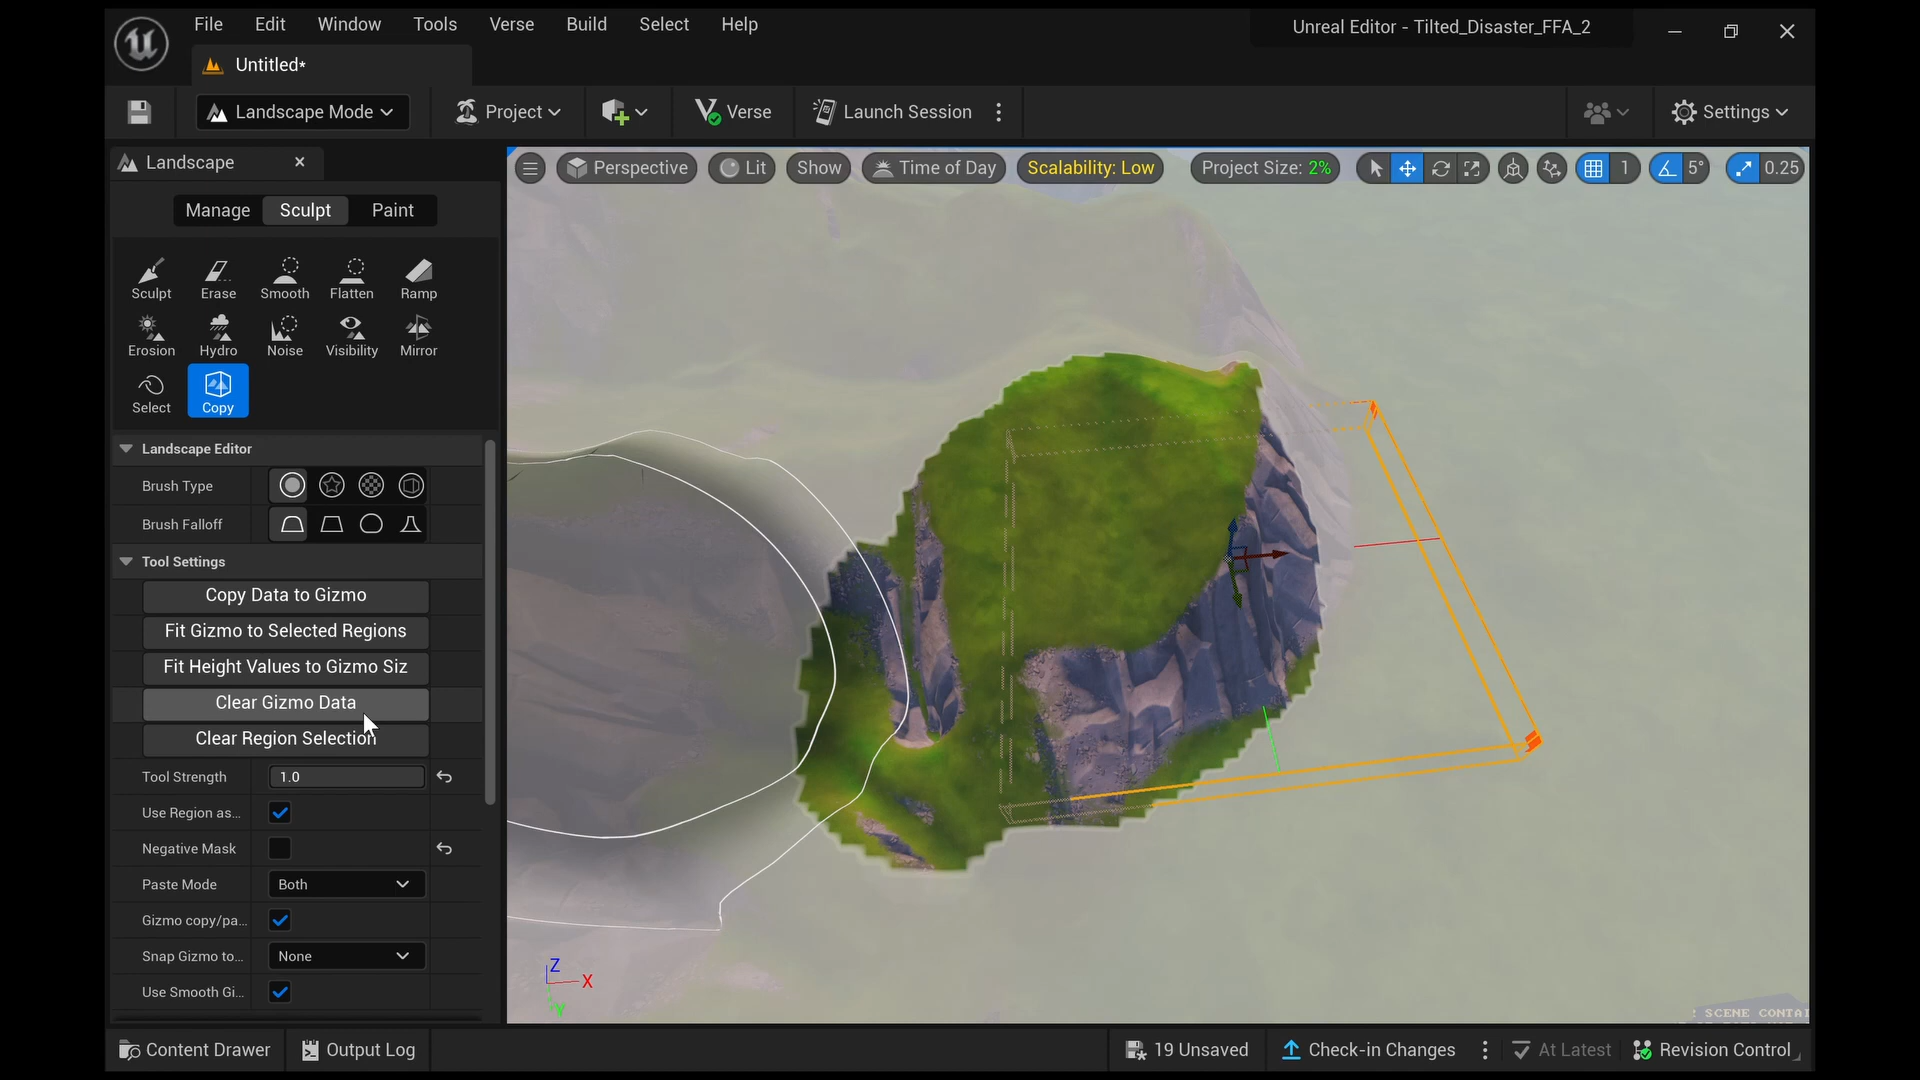 File Edit Window Tools Verse Build Select Help
Unreal Editor - Tilted_Disaster_FFA_2
Untitled*
Landscape Mode
Project
Verse
Launch Session
Settings
Landscape
Perspective
Lit
Show
Time of Day
Scalability: Low
Project Size: 2%
1
5°
0.25
Manage Sculpt Paint
Sculpt Erase Smooth Flatten Ramp
Erosion Hydro Noise Visibility Mirror
Select Copy
Landscape Editor
Brush Type
Brush Falloff
Tool Settings
Copy Data to Gizmo
Fit Gizmo to Selected Regions
Fit Height Values to Gizmo Siz
Clear Gizmo Data
Clear Region Selection
Tool Strength 1.0
Use Region as...
Negative Mask
Paste Mode Both
Gizmo copy/pa...
Snap Gizmo to... None
Use Smooth Gi...
Z
X
Y
! SCENE CONTAI
Content Drawer
Output Log
19 Unsaved
Check-in Changes
At Latest
Revision Control